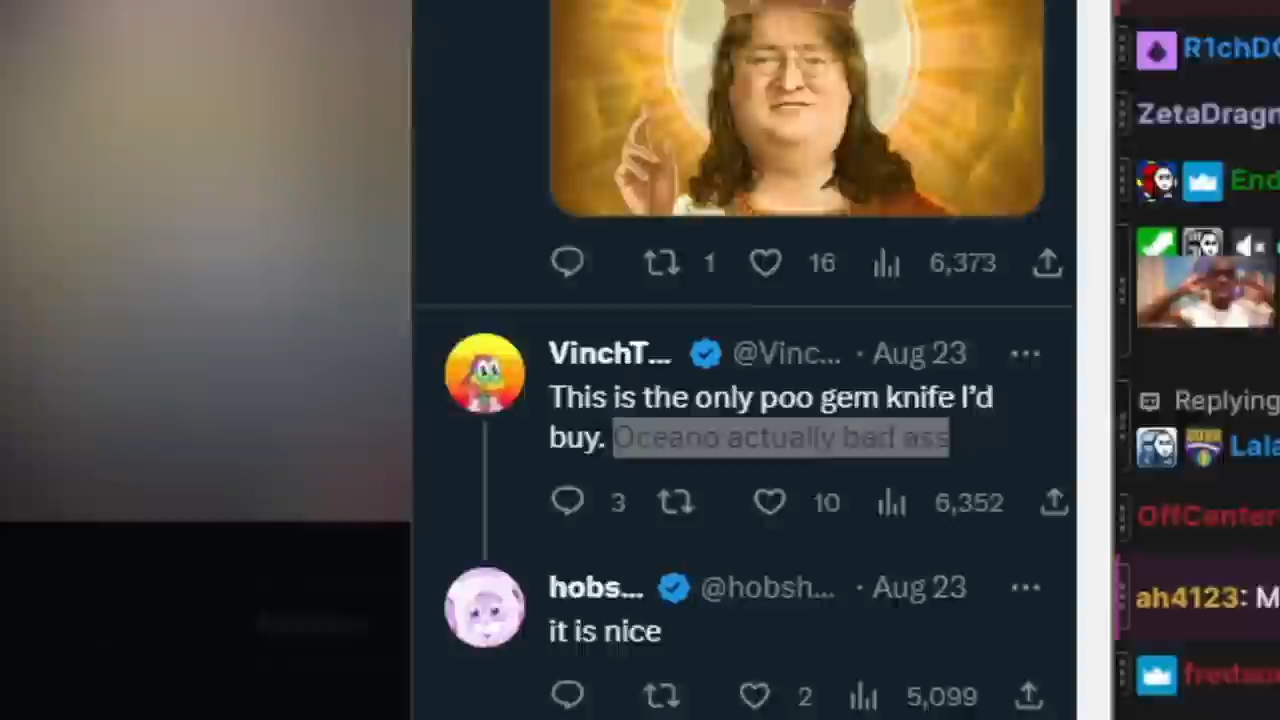 1 16 6,373
VinchT... @Vinc... · Aug 23 ...
This is the only poo gem knife I'd
buy. Oceano actually bad ass
3 10 6,352
hobs... @hobsh... · Aug 23 ...
it is nice
2 5,099
R1chD
ZetaDragn
End
Replying
Lala
OffCenter
ah4123: M